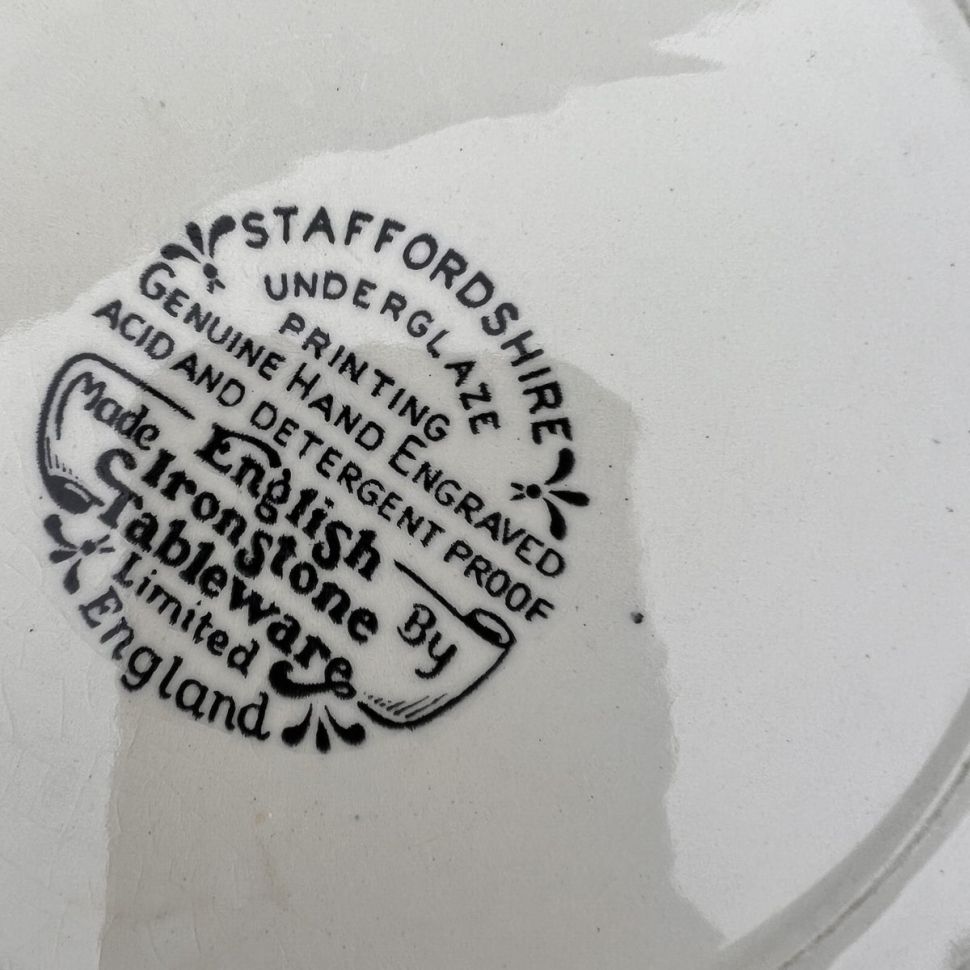 STAFFORDSHIRE
UNDERGLAZE
PRINTING
GENUINE HAND ENGRAVED
ACID AND DETERGENT PROOF
Made By
English
Ironstone
Tableware
Limited
England